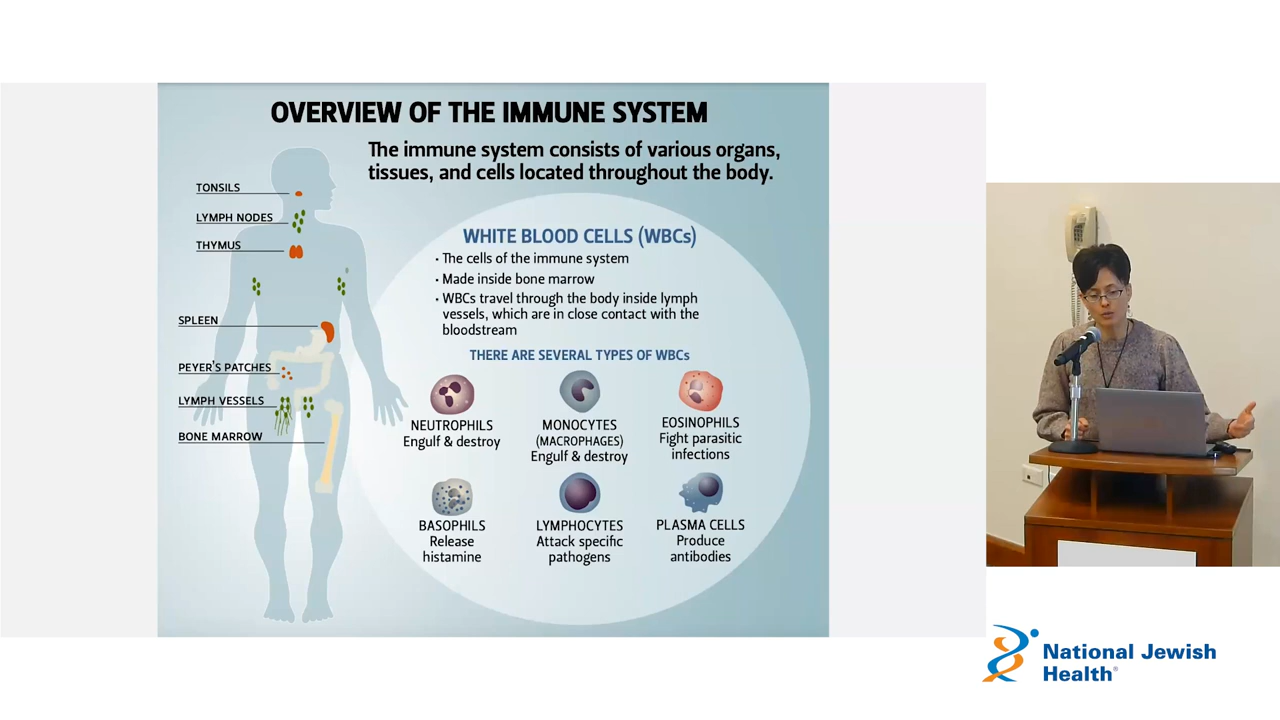 OVERVIEW OF THE IMMUNE SYSTEM
The immune system consists of various organs,
tissues, and cells located throughout the body.
TONSILS
LYMPH NODES
THYMUS
SPLEEN
PEYER'S PATCHES
LYMPH VESSELS
BONE MARROW
WHITE BLOOD CELLS (WBCs)
• The cells of the immune system
• Made inside bone marrow
• WBCs travel through the body inside lymph
vessels, which are in close contact with the
bloodstream
THERE ARE SEVERAL TYPES OF WBCs
NEUTROPHILS
Engulf & destroy
MONOCYTES
(MACROPHAGES)
Engulf & destroy
EOSINOPHILS
Fight parasitic
infections
BASOPHILS
Release
histamine
LYMPHOCYTES
Attack specific
pathogens
PLASMA CELLS
Produce
antibodies
National Jewish
Health®